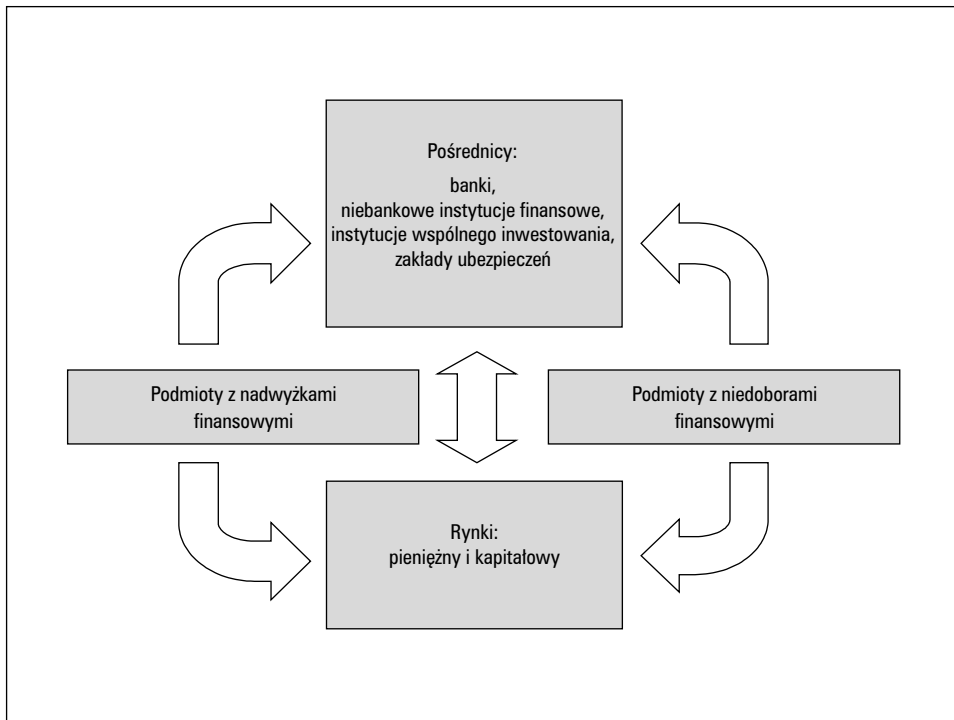 Pośrednicy:
banki,
niebankowe instytucje finansowe,
instytucje wspólnego inwestowania,
zakłady ubezpieczeń
Podmioty z nadwyżkami
finansowymi
Podmioty z niedoborami
finansowymi
Rynki:
pieniężny i kapitałowy